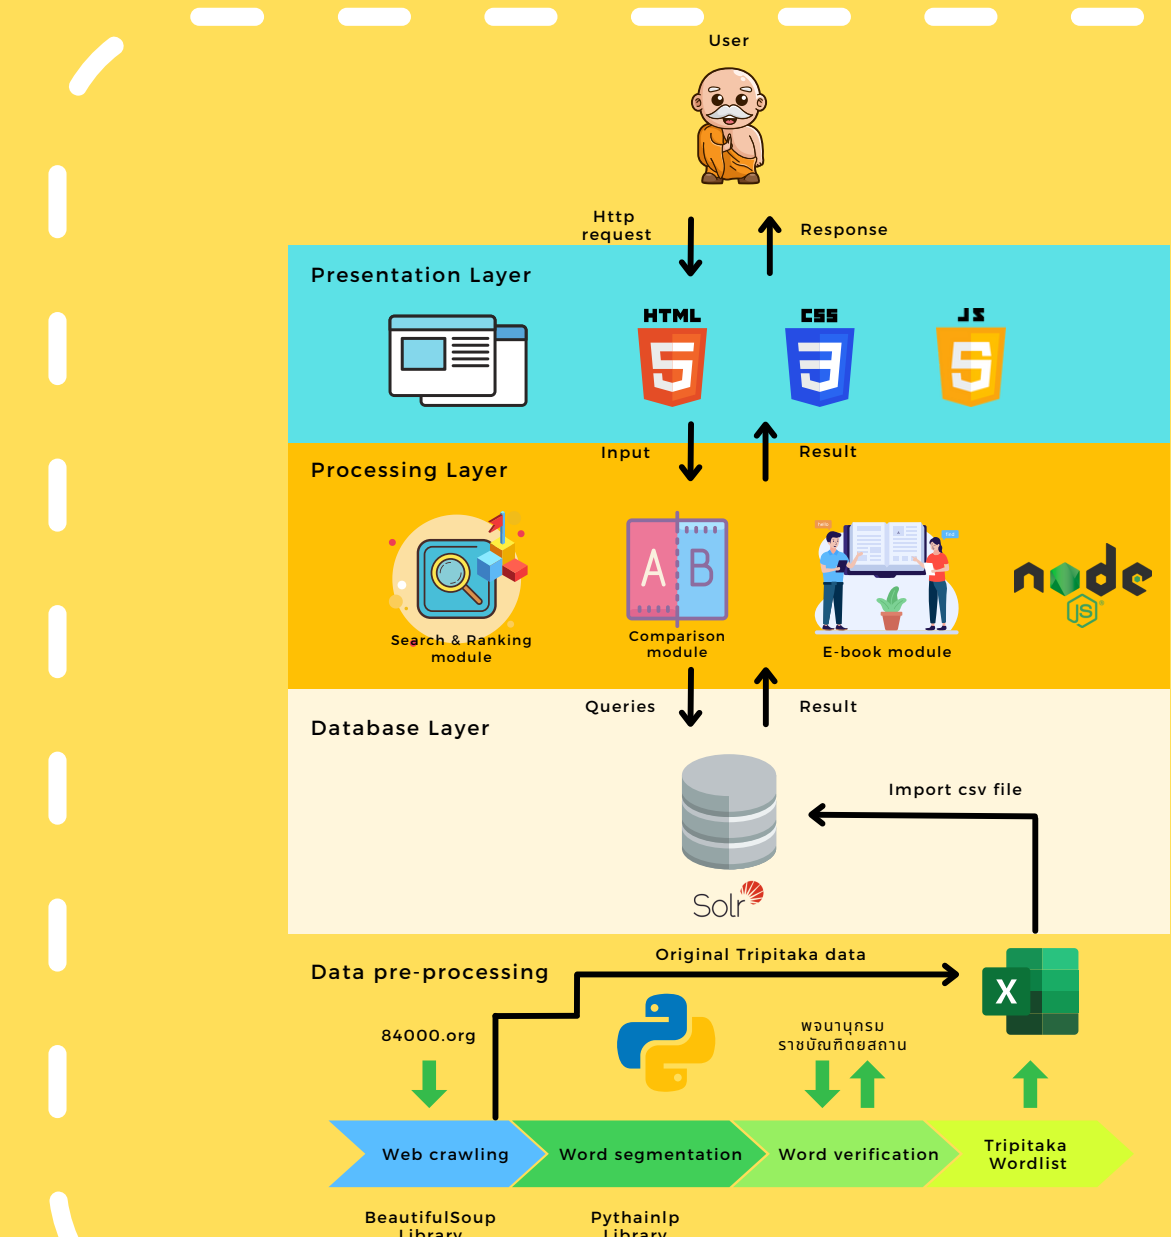 User
Http
request
Response
Presentation Layer
HTML
CSS
JS
Input
Result
Processing Layer
A
B
node
JS
Search & Ranking
module
Comparison
module
E-book module
Queries
Result
Database Layer
Import csv file
Solr
Original Tripitaka data
Data pre-processing
X
84000.org
พจนานุกรม
ราชบัณฑิตยสถาน
Web crawling
Word segmentation
Word verification
Tripitaka
Wordlist
BeautifulSoup
Library
Pythainlp
Library